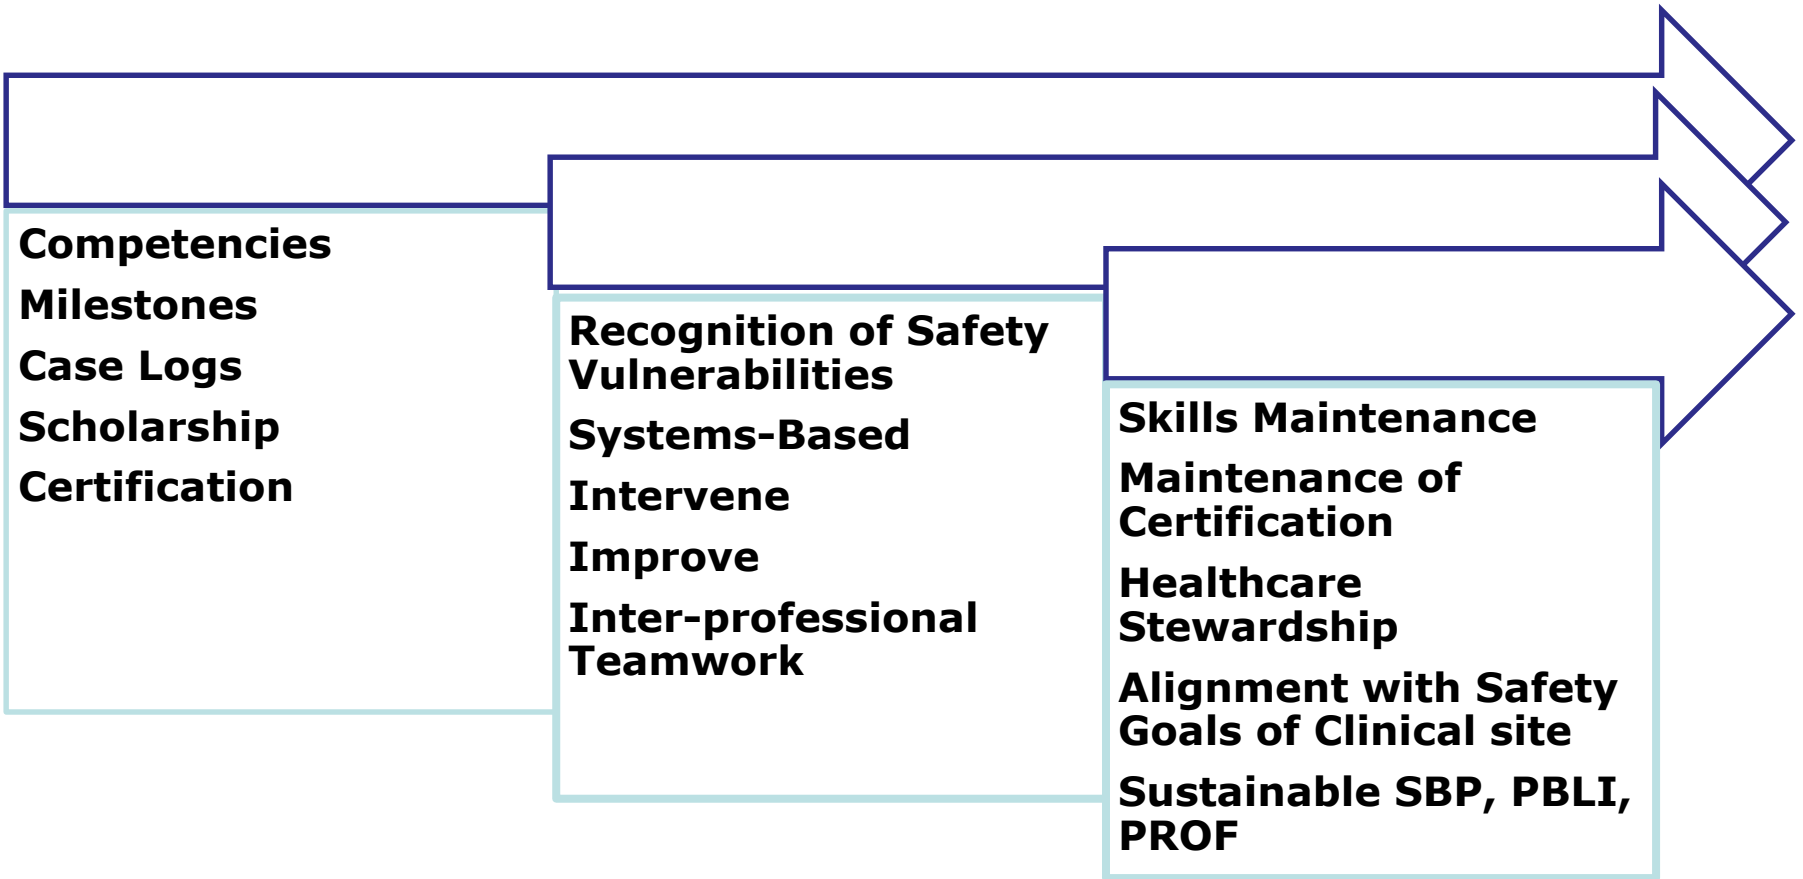 Competencies
Milestones
Case Logs
Scholarship
Certification
Recognition of Safety
Vulnerabilities
Systems-Based
Intervene
Improve
Inter-professional
Teamwork
Skills Maintenance
Maintenance of
Certification
Healthcare
Stewardship
Alignment with Safety
Goals of Clinical site
Sustainable SBP, PBLI,
PROF